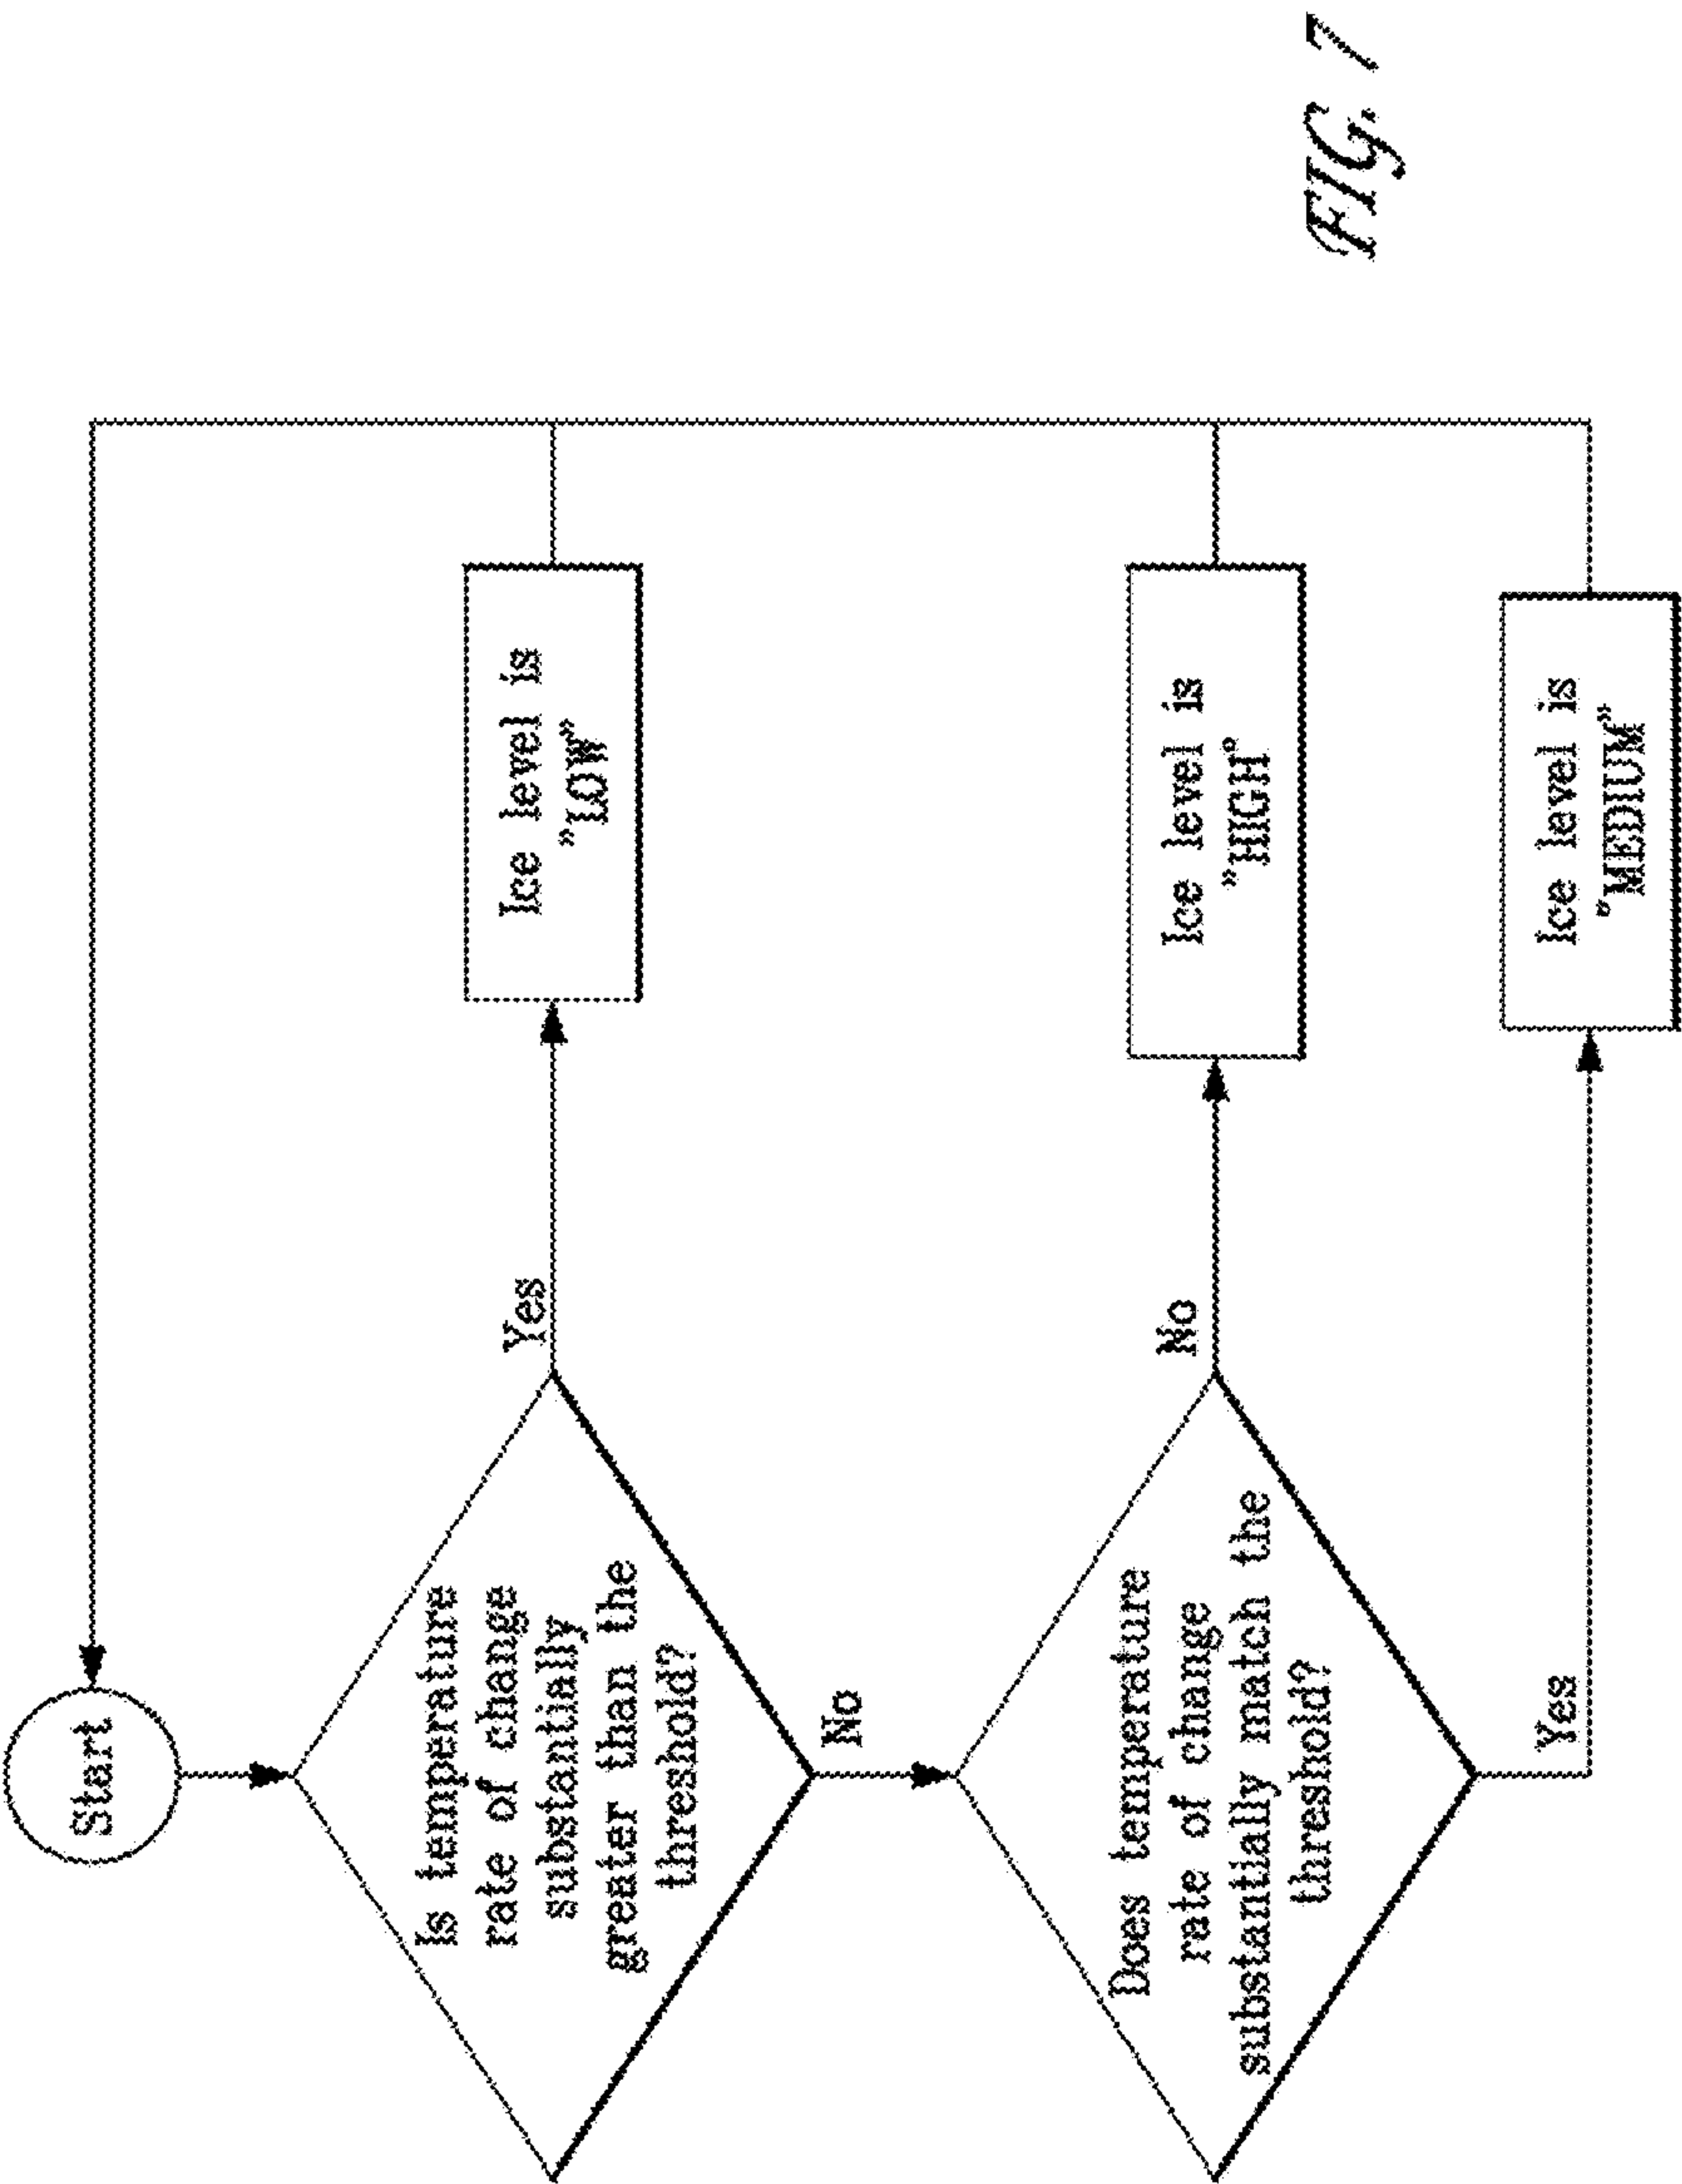 Start
Is temperature
rate of change
substantially
greater than the
threshold?
Yes
Ice level is
"LOW"
No
Does temperature
rate of change
substantially match the
threshold?
No
Ice level is
"HIGH"
Yes
Ice level is
"MEDIUM"
FIG. 7